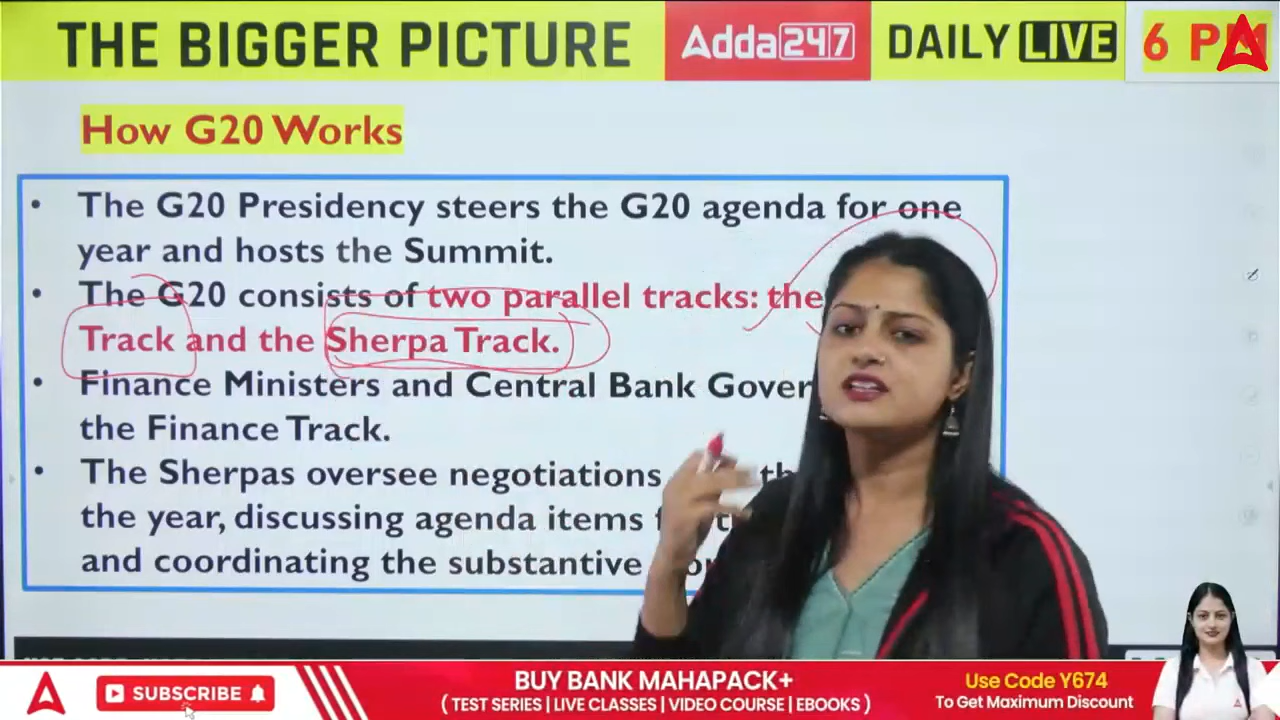 THE BIGGER PICTURE
Adda247
DAILY LIVE
6 PM
How G20 Works
• The G20 Presidency steers the G20 agenda for one
year and hosts the Summit.
• The G20 consists of two parallel tracks: the
Track and the Sherpa Track.
• Finance Ministers and Central Bank Gover
the Finance Track.
• The Sherpas oversee negotiations
the year, discussing agenda items
and coordinating the substantive
SUBSCRIBE
BUY BANK MAHAPACK+
( TEST SERIES | LIVE CLASSES | VIDEO COURSE | EBOOKS )
Use Code Y674
To Get Maximum Discount